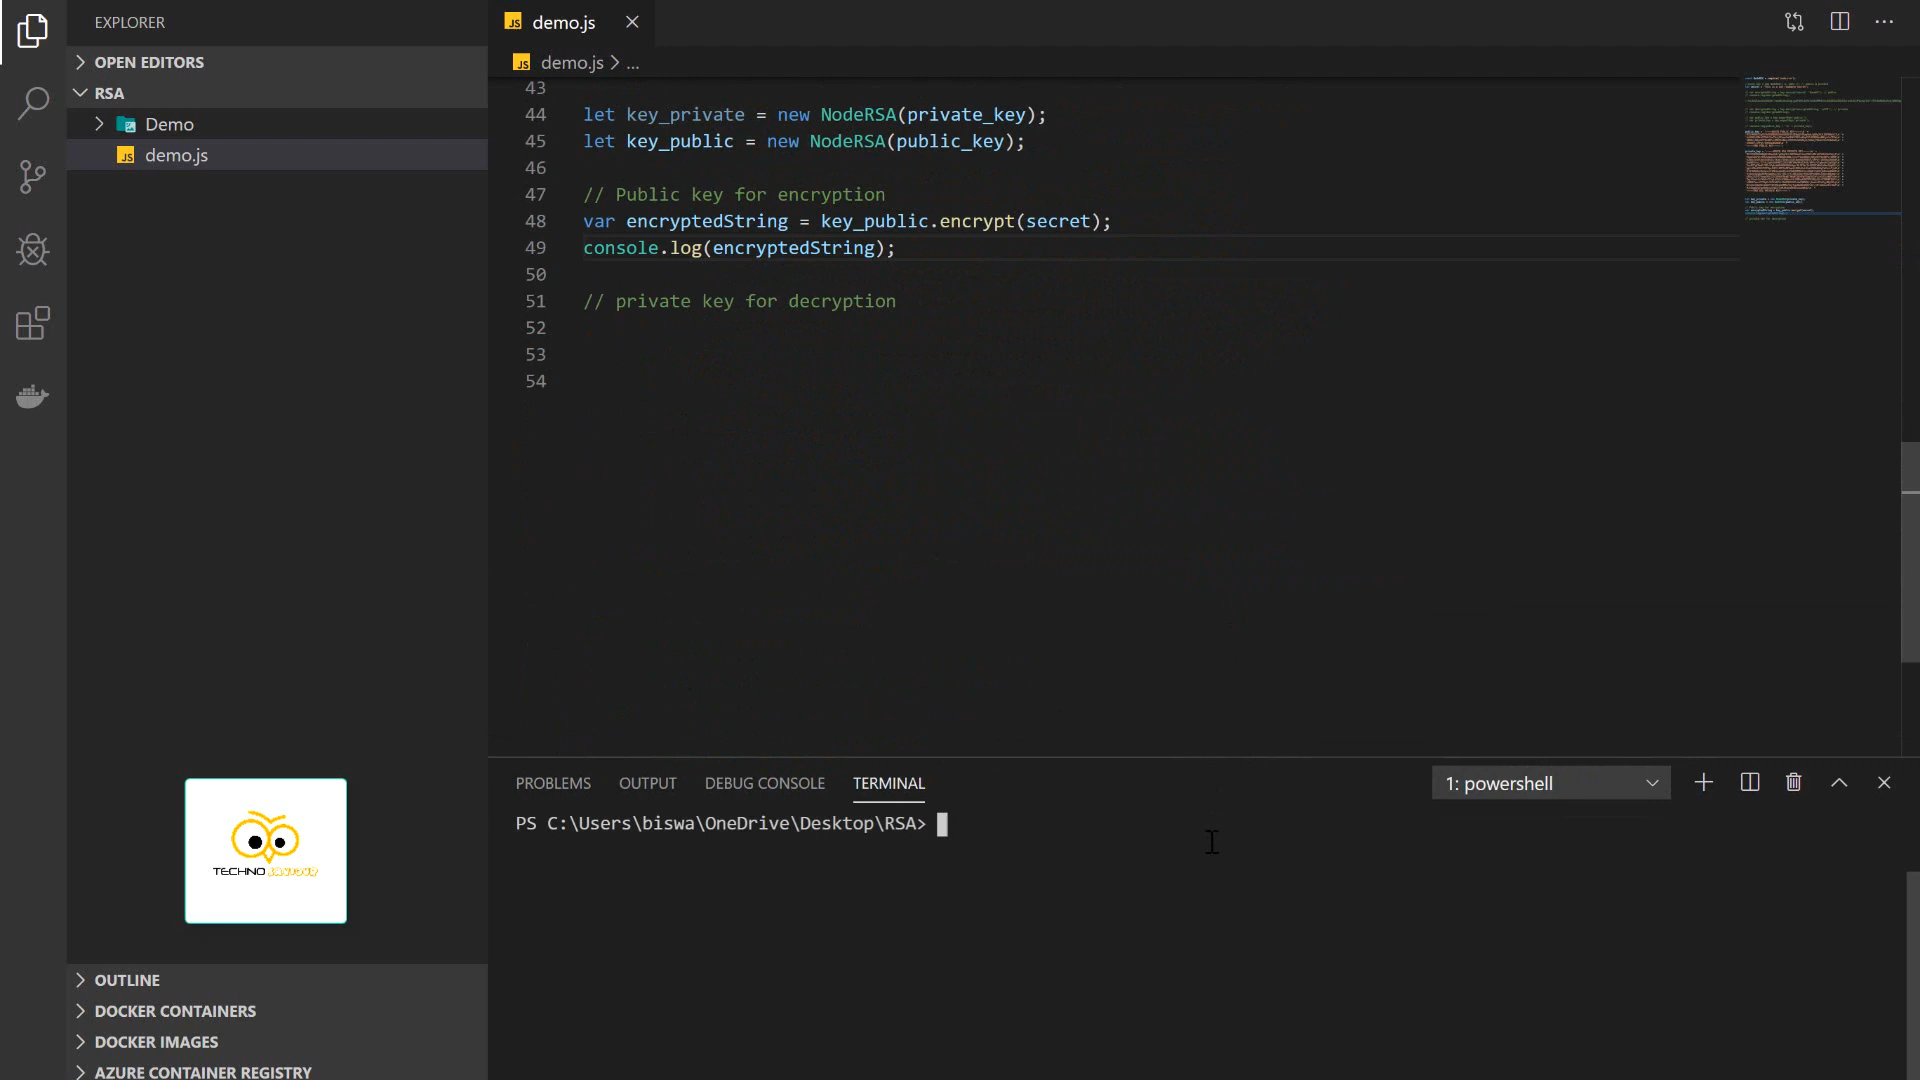 EXPLORER
OPEN EDITORS
RSA
Demo
JS demo.js
OUTLINE
DOCKER CONTAINERS
DOCKER IMAGES
AZURE CONTAINER REGISTRY
TECHNO
JS demo.js
JS demo.js > ...
43
44 let key_private = new NodeRSA(private_key);
45 let key_public = new NodeRSA(public_key);
46
47 // Public key for encryption
48 var encryptedString = key_public.encrypt(secret);
49 console.log(encryptedString);
50
51 // private key for decryption
52
53
54
PROBLEMS OUTPUT DEBUG CONSOLE TERMINAL 1: powershell
PS C:\Users\biswa\OneDrive\Desktop\RSA>